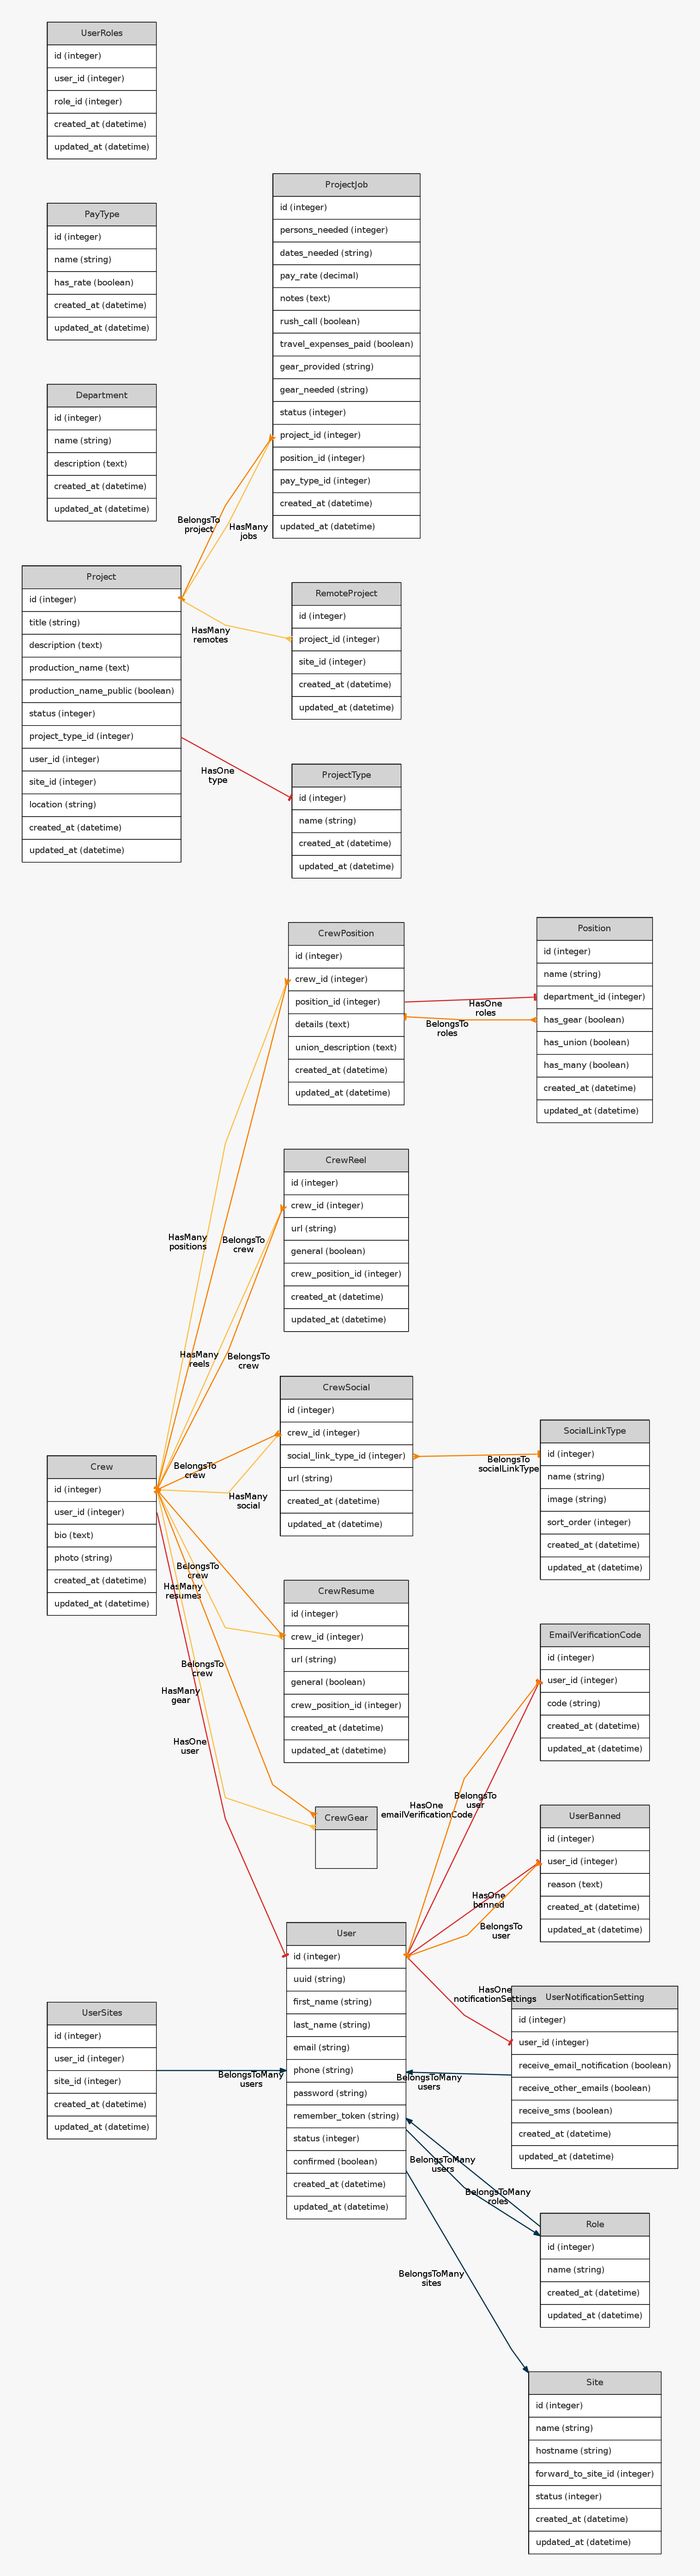 UserRoles
id (integer)
user_id (integer)
role_id (integer)
created_at (datetime)
updated_at (datetime)
PayType
id (integer)
name (string)
has_rate (boolean)
created_at (datetime)
updated_at (datetime)
Department
id (integer)
name (string)
description (text)
created_at (datetime)
updated_at (datetime)
ProjectJob
id (integer)
persons_needed (integer)
dates_needed (string)
pay_rate (decimal)
notes (text)
rush_call (boolean)
travel_expenses_paid (boolean)
gear_provided (string)
gear_needed (string)
status (integer)
project_id (integer)
position_id (integer)
pay_type_id (integer)
created_at (datetime)
updated_at (datetime)
BelongsTo
project
HasMany
jobs
Project
id (integer)
title (string)
description (text)
production_name (text)
production_name_public (boolean)
status (integer)
project_type_id (integer)
user_id (integer)
site_id (integer)
location (string)
created_at (datetime)
updated_at (datetime)
HasMany
remotes
RemoteProject
id (integer)
project_id (integer)
site_id (integer)
created_at (datetime)
updated_at (datetime)
HasOne
type
ProjectType
id (integer)
name (string)
created_at (datetime)
updated_at (datetime)
CrewPosition
id (integer)
crew_id (integer)
position_id (integer)
details (text)
union_description (text)
created_at (datetime)
updated_at (datetime)
HasOne
roles
BelongsTo
roles
Position
id (integer)
name (string)
department_id (integer)
has_gear (boolean)
has_union (boolean)
has_many (boolean)
created_at (datetime)
updated_at (datetime)
HasMany
positions
BelongsTo
crew
CrewReel
id (integer)
crew_id (integer)
url (string)
general (boolean)
crew_position_id (integer)
created_at (datetime)
updated_at (datetime)
HasMany
reels
BelongsTo
crew
CrewSocial
id (integer)
crew_id (integer)
social_link_type_id (integer)
url (string)
created_at (datetime)
updated_at (datetime)
BelongsTo
socialLinkType
SocialLinkType
id (integer)
name (string)
image (string)
sort_order (integer)
created_at (datetime)
updated_at (datetime)
Crew
id (integer)
user_id (integer)
bio (text)
photo (string)
created_at (datetime)
updated_at (datetime)
BelongsTo
crew
HasMany
social
BelongsTo
crew
HasMany
resumes
CrewResume
id (integer)
crew_id (integer)
url (string)
general (boolean)
crew_position_id (integer)
created_at (datetime)
updated_at (datetime)
BelongsTo
crew
HasMany
gear
HasOne
user
CrewGear
EmailVerificationCode
id (integer)
user_id (integer)
code (string)
created_at (datetime)
updated_at (datetime)
BelongsTo
user
HasOne
emailVerificationCode
UserBanned
id (integer)
user_id (integer)
reason (text)
created_at (datetime)
updated_at (datetime)
HasOne
banned
BelongsTo
user
User
id (integer)
uuid (string)
first_name (string)
last_name (string)
email (string)
phone (string)
password (string)
remember_token (string)
status (integer)
confirmed (boolean)
created_at (datetime)
updated_at (datetime)
HasOne
notificationSettings
UserNotificationSetting
id (integer)
user_id (integer)
receive_email_notification (boolean)
receive_other_emails (boolean)
receive_sms (boolean)
created_at (datetime)
updated_at (datetime)
UserSites
id (integer)
user_id (integer)
site_id (integer)
created_at (datetime)
updated_at (datetime)
BelongsToMany
users
BelongsToMany
users
BelongsToMany
users
BelongsToMany
roles
Role
id (integer)
name (string)
created_at (datetime)
updated_at (datetime)
BelongsToMany
sites
Site
id (integer)
name (string)
hostname (string)
forward_to_site_id (integer)
status (integer)
created_at (datetime)
updated_at (datetime)